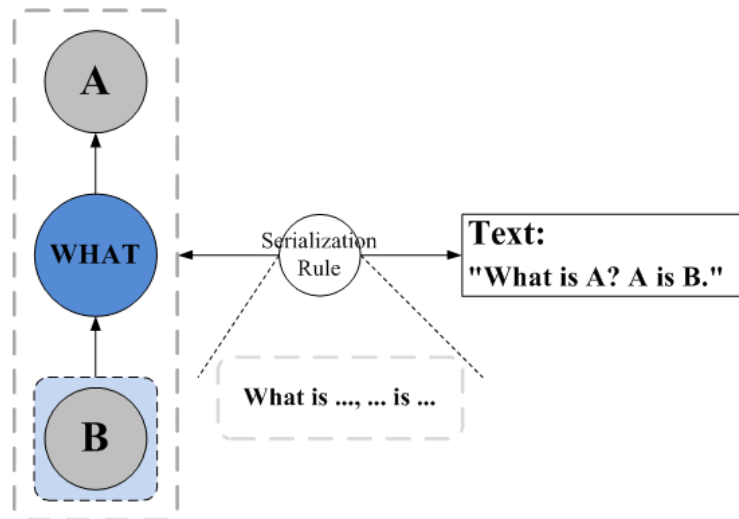 A
WHAT
B
Serialization
Rule
What is ..., ... is ...
Text:
"What is A? A is B."